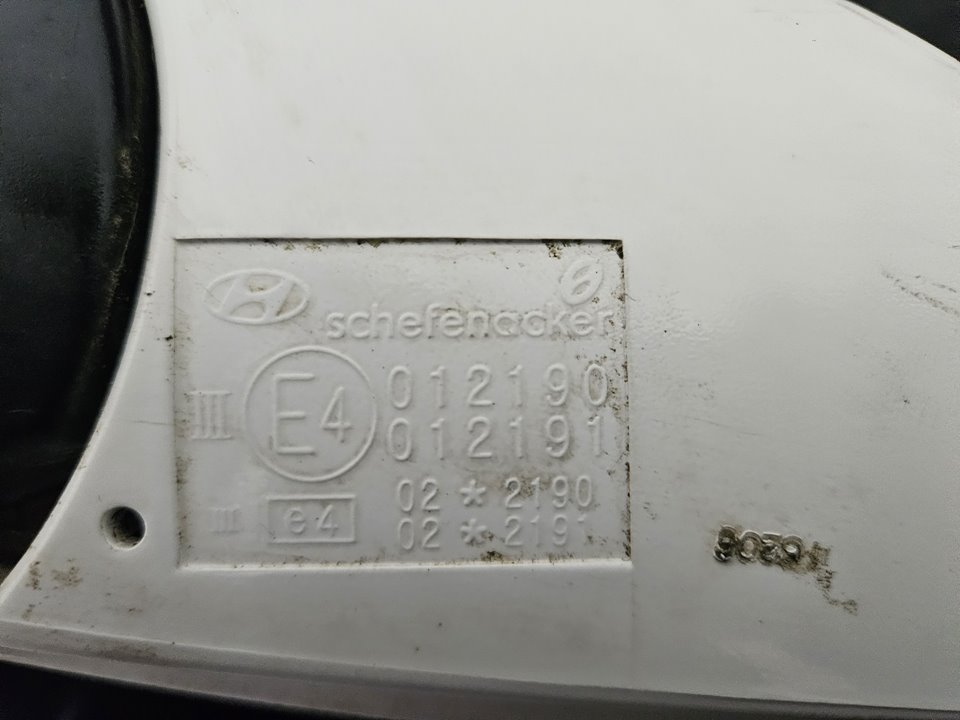 schefenacker
III E4 012190
012191
III e4 02 * 2190
02 * 2191